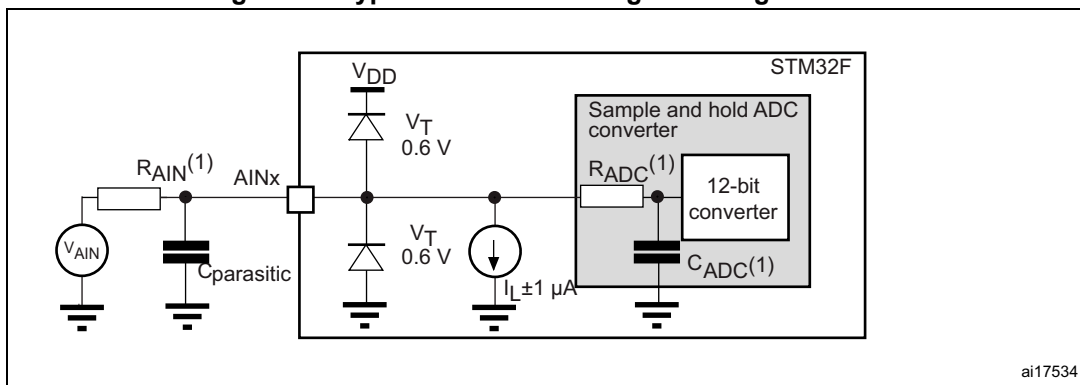 STM32F
VDD
Sample and hold ADC
converter
VT
0.6 V
RAIN(1)
AINx
RADC(1)
12-bit
converter
VAIN
Cparasitic
VT
0.6 V
IL±1 µA
CADC(1)
ai17534